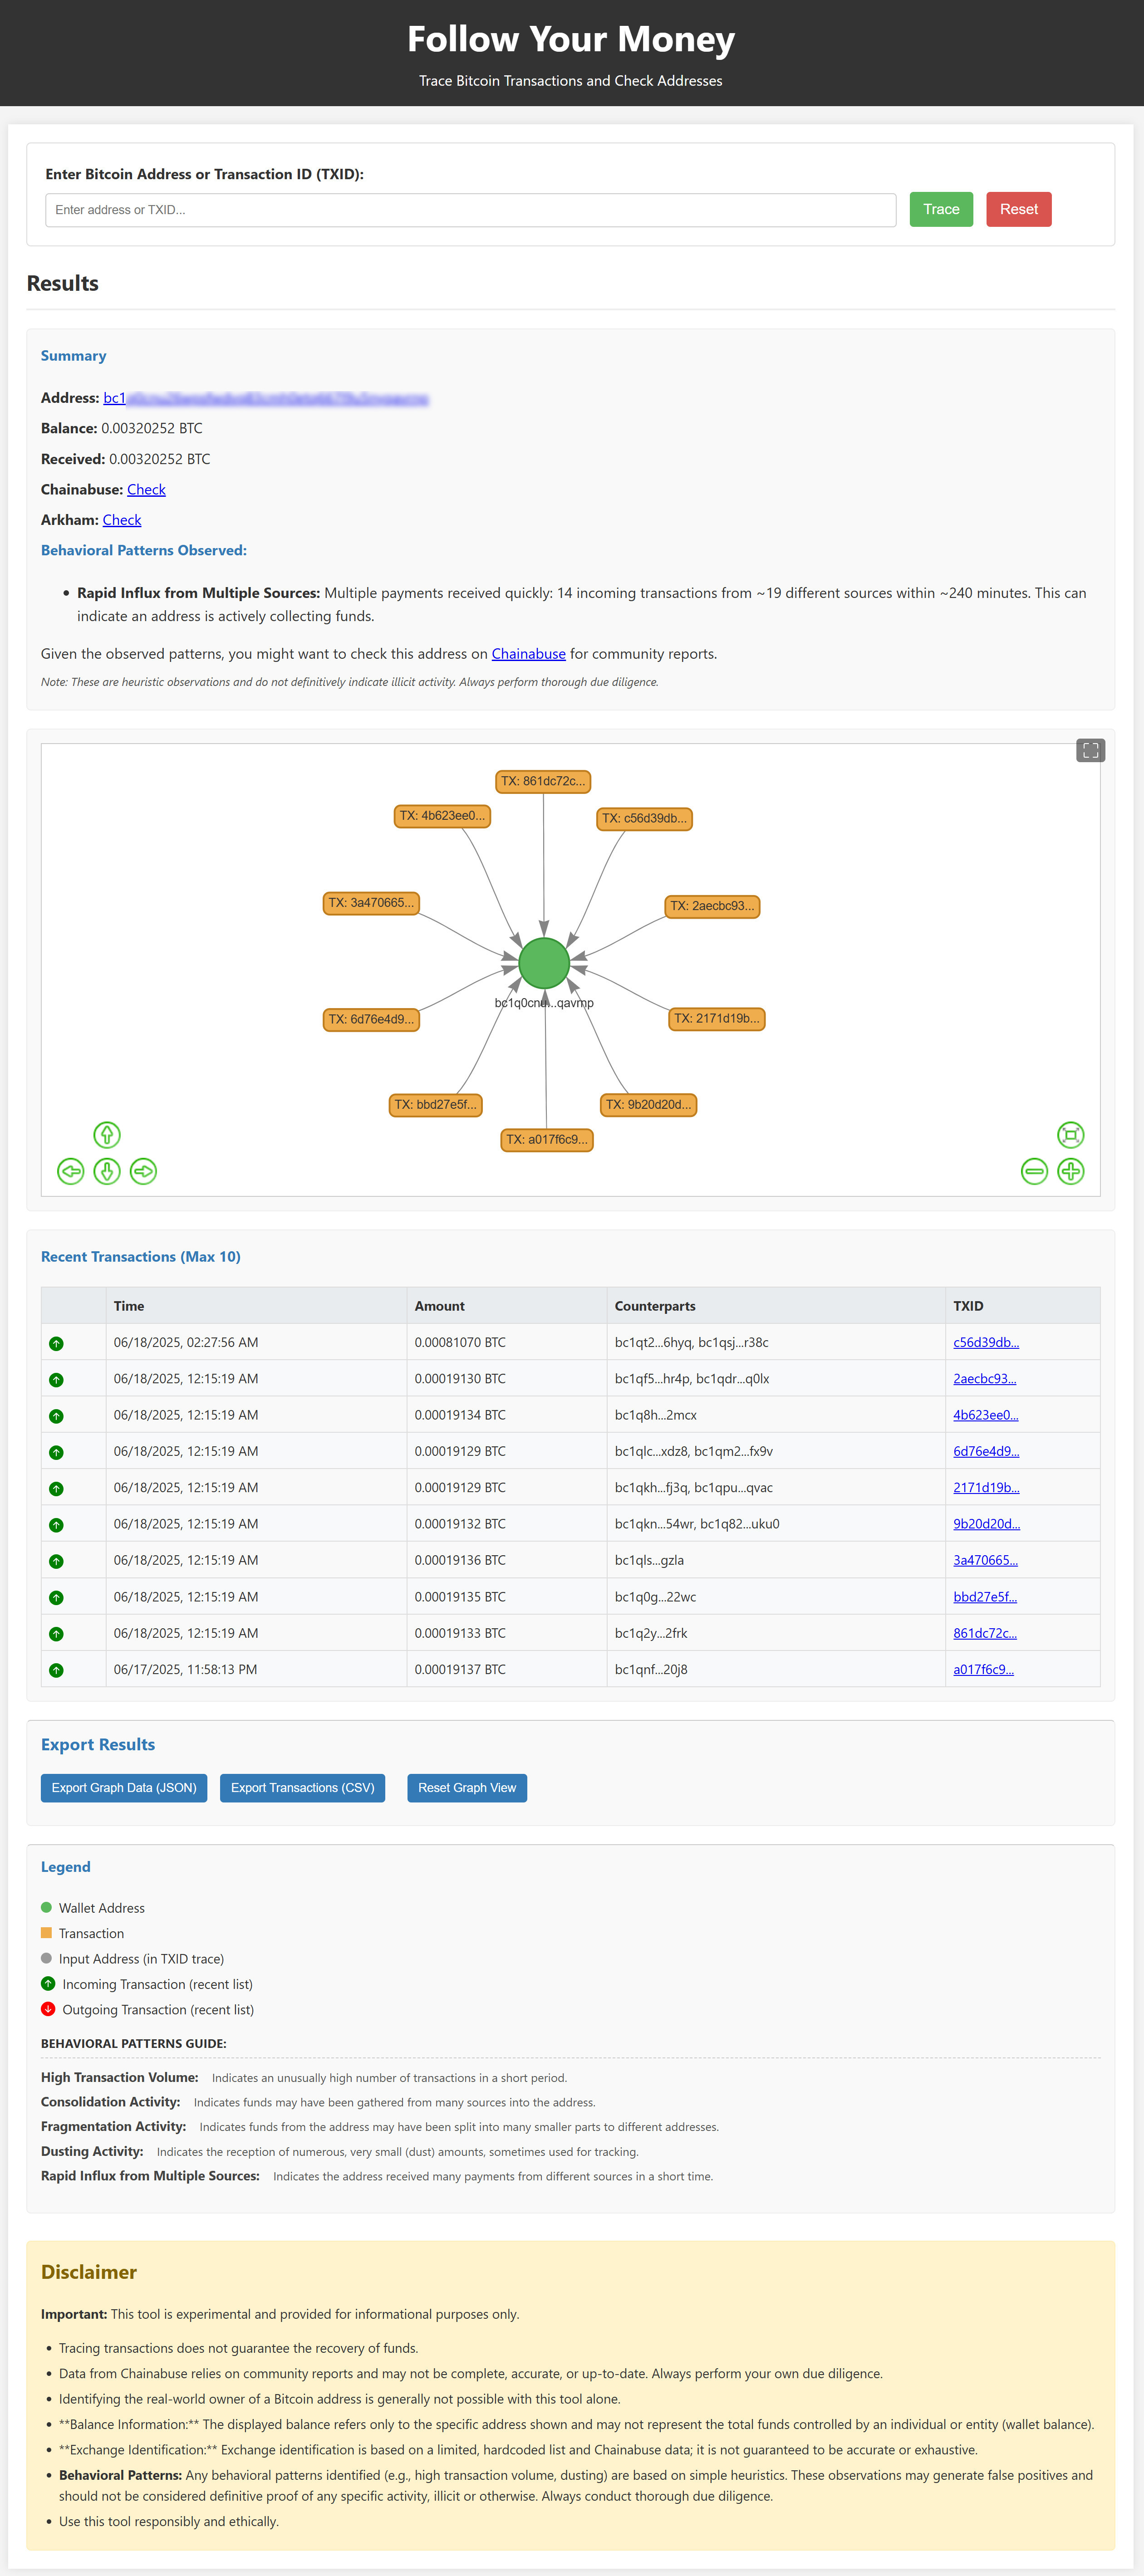 Follow Your Money
Trace Bitcoin Transactions and Check Addresses
Enter Bitcoin Address or Transaction ID (TXID):
Enter address or TXID...
Trace
Reset
Results
Summary
Address: bc1
Balance: 0.00320252 BTC
Received: 0.00320252 BTC
Chainabuse: Check
Arkham: Check
Behavioral Patterns Observed:
Rapid Influx from Multiple Sources: Multiple payments received quickly: 14 incoming transactions from ~19 different sources within ~240 minutes. This can
indicate an address is actively collecting funds.
Given the observed patterns, you might want to check this address on Chainabuse for community reports.
Note: These are heuristic observations and do not definitively indicate illicit activity. Always perform thorough due diligence.
TX: 861dc72c...
TX: 4b623ee0...
TX: c56d39db...
TX: 3a470665...
TX: 2aecbc93...
bc1q0cnu...qavmp
TX: 6d76e4d9...
TX: 2171d19b...
TX: bbd27e5f...
TX: 9b20d20d...
TX: a017f6c9...
Recent Transactions (Max 10)
Time Amount Counterparts TXID
06/18/2025, 02:27:56 AM 0.00081070 BTC bc1qt2...6hyq, bc1qsj...r38c c56d39db...
06/18/2025, 12:15:19 AM 0.00019130 BTC bc1qf5...hr4p, bc1qdr...q0lx 2aecbc93...
06/18/2025, 12:15:19 AM 0.00019134 BTC bc1q8h...2mcx 4b623ee0...
06/18/2025, 12:15:19 AM 0.00019129 BTC bc1qlc...xdz8, bc1qm2...fx9v 6d76e4d9...
06/18/2025, 12:15:19 AM 0.00019129 BTC bc1qkh...fj3q, bc1qpu...qvac 2171d19b...
06/18/2025, 12:15:19 AM 0.00019132 BTC bc1qkn...54wr, bc1q82...uku0 9b20d20d...
06/18/2025, 12:15:19 AM 0.00019136 BTC bc1qls...gzla 3a470665...
06/18/2025, 12:15:19 AM 0.00019135 BTC bc1q0g...22wc bbd27e5f...
06/18/2025, 12:15:19 AM 0.00019133 BTC bc1q2y...2frk 861dc72c...
06/17/2025, 11:58:13 PM 0.00019137 BTC bc1qnf...20j8 a017f6c9...
Export Results
Export Graph Data (JSON)
Export Transactions (CSV)
Reset Graph View
Legend
Wallet Address
Transaction
Input Address (in TXID trace)
Incoming Transaction (recent list)
Outgoing Transaction (recent list)
BEHAVIORAL PATTERNS GUIDE:
High Transaction Volume: Indicates an unusually high number of transactions in a short period.
Consolidation Activity: Indicates funds may have been gathered from many sources into the address.
Fragmentation Activity: Indicates funds from the address may have been split into many smaller parts to different addresses.
Dusting Activity: Indicates the reception of numerous, very small (dust) amounts, sometimes used for tracking.
Rapid Influx from Multiple Sources: Indicates the address received many payments from different sources in a short time.
Disclaimer
Important: This tool is experimental and provided for informational purposes only.
Tracing transactions does not guarantee the recovery of funds.
Data from Chainabuse relies on community reports and may not be complete, accurate, or up-to-date. Always perform your own due diligence.
Identifying the real-world owner of a Bitcoin address is generally not possible with this tool alone.
**Balance Information:** The displayed balance refers only to the specific address shown and may not represent the total funds controlled by an individual or entity (wallet balance).
**Exchange Identification:** Exchange identification is based on a limited, hardcoded list and Chainabuse data; it is not guaranteed to be accurate or exhaustive.
Behavioral Patterns: Any behavioral patterns identified (e.g., high transaction volume, dusting) are based on simple heuristics. These observations may generate false positives and
should not be considered definitive proof of any specific activity, illicit or otherwise. Always conduct thorough due diligence.
Use this tool responsibly and ethically.